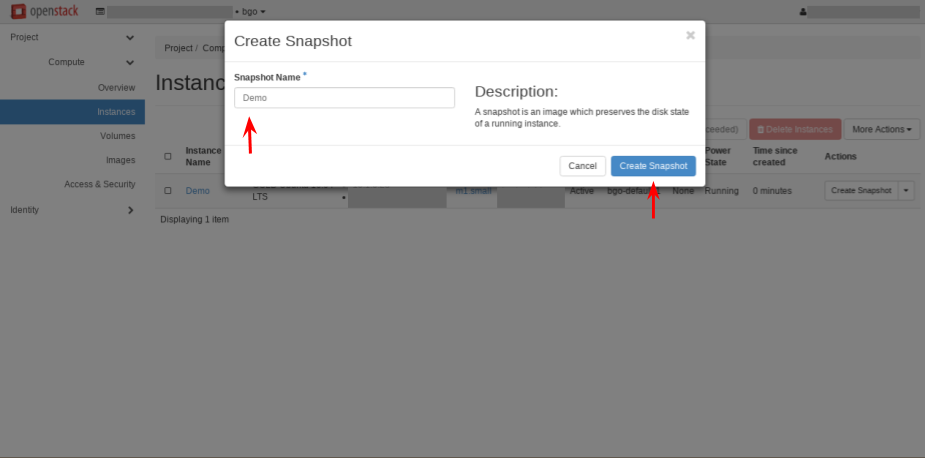 openstack
• bgo
Project
Compute
Overview
Instances
Volumes
Images
Access & Security
Identity
Project /
Create Snapshot
Snapshot Name *
Demo
Description:
A snapshot is an image which preserves the disk state
of a running instance.
Cancel
Create Snapshot
Delete Instances
More Actions
Instance
Name
Power
State
Time since
created
Actions
Demo
LTS
m1.small
Active
bgo-default-1
None
Running
0 minutes
Create Snapshot
Displaying 1 item